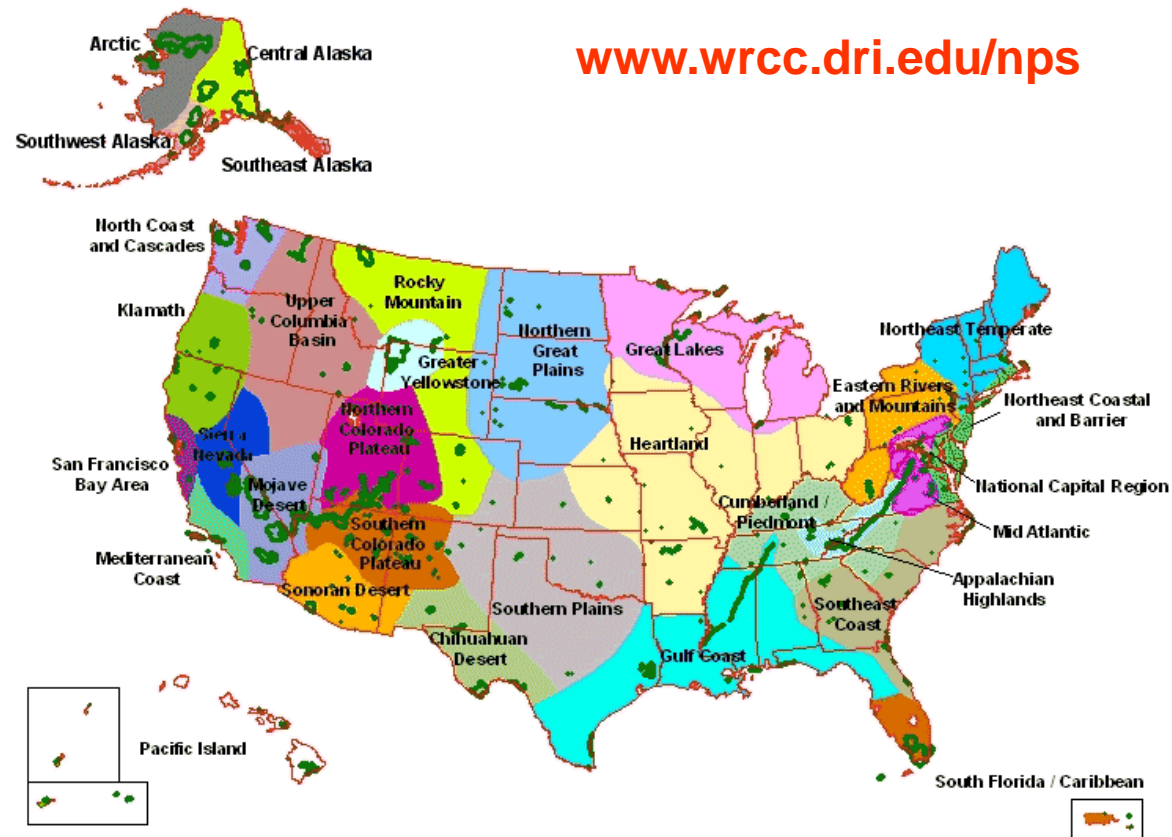 www.wrcc.dri.edu/nps
Arctic
Central Alaska
Southwest Alaska
Southeast Alaska
North Coast
and Cascades
Klamath
Upper
Columbia
Basin
Rocky
Mountain
Northern
Great
Plains
Great Lakes
Northeast Temperate
Greater
Yellowstone
Eastern Rivers
and Mountains
Northeast Coastal
and Barrier
Northern
Colorado
Plateau
Heartland
Sierra
Nevada
San Francisco
Bay Area
Mojave
Desert
National Capital Region
Cumberland /
Piedmont
Mid Atlantic
Southern
Colorado
Plateau
Mediterranean
Coast
Appalachian
Highlands
Sonoran Desert
Southern Plains
Southeast
Coast
Chihuahuan
Desert
Gulf Coast
Pacific Island
South Florida / Caribbean